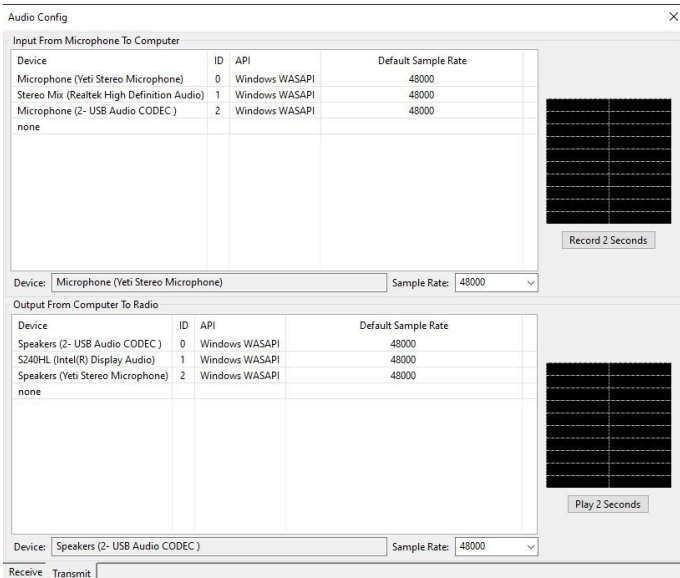 Audio Config
Input From Microphone To Computer
Device ID API Default Sample Rate
Microphone (Yeti Stereo Microphone) 0 Windows WASAPI 48000
Stereo Mix (Realtek High Definition Audio) 1 Windows WASAPI 48000
Microphone (2- USB Audio CODEC ) 2 Windows WASAPI 48000
none
Record 2 Seconds
Device: Microphone (Yeti Stereo Microphone) Sample Rate: 48000
Output From Computer To Radio
Device ID API Default Sample Rate
Speakers (2- USB Audio CODEC ) 0 Windows WASAPI 48000
S240HL (Intel(R) Display Audio) 1 Windows WASAPI 48000
Speakers (Yeti Stereo Microphone) 2 Windows WASAPI 48000
none
Play 2 Seconds
Device: Speakers (2- USB Audio CODEC ) Sample Rate: 48000
Receive Transmit